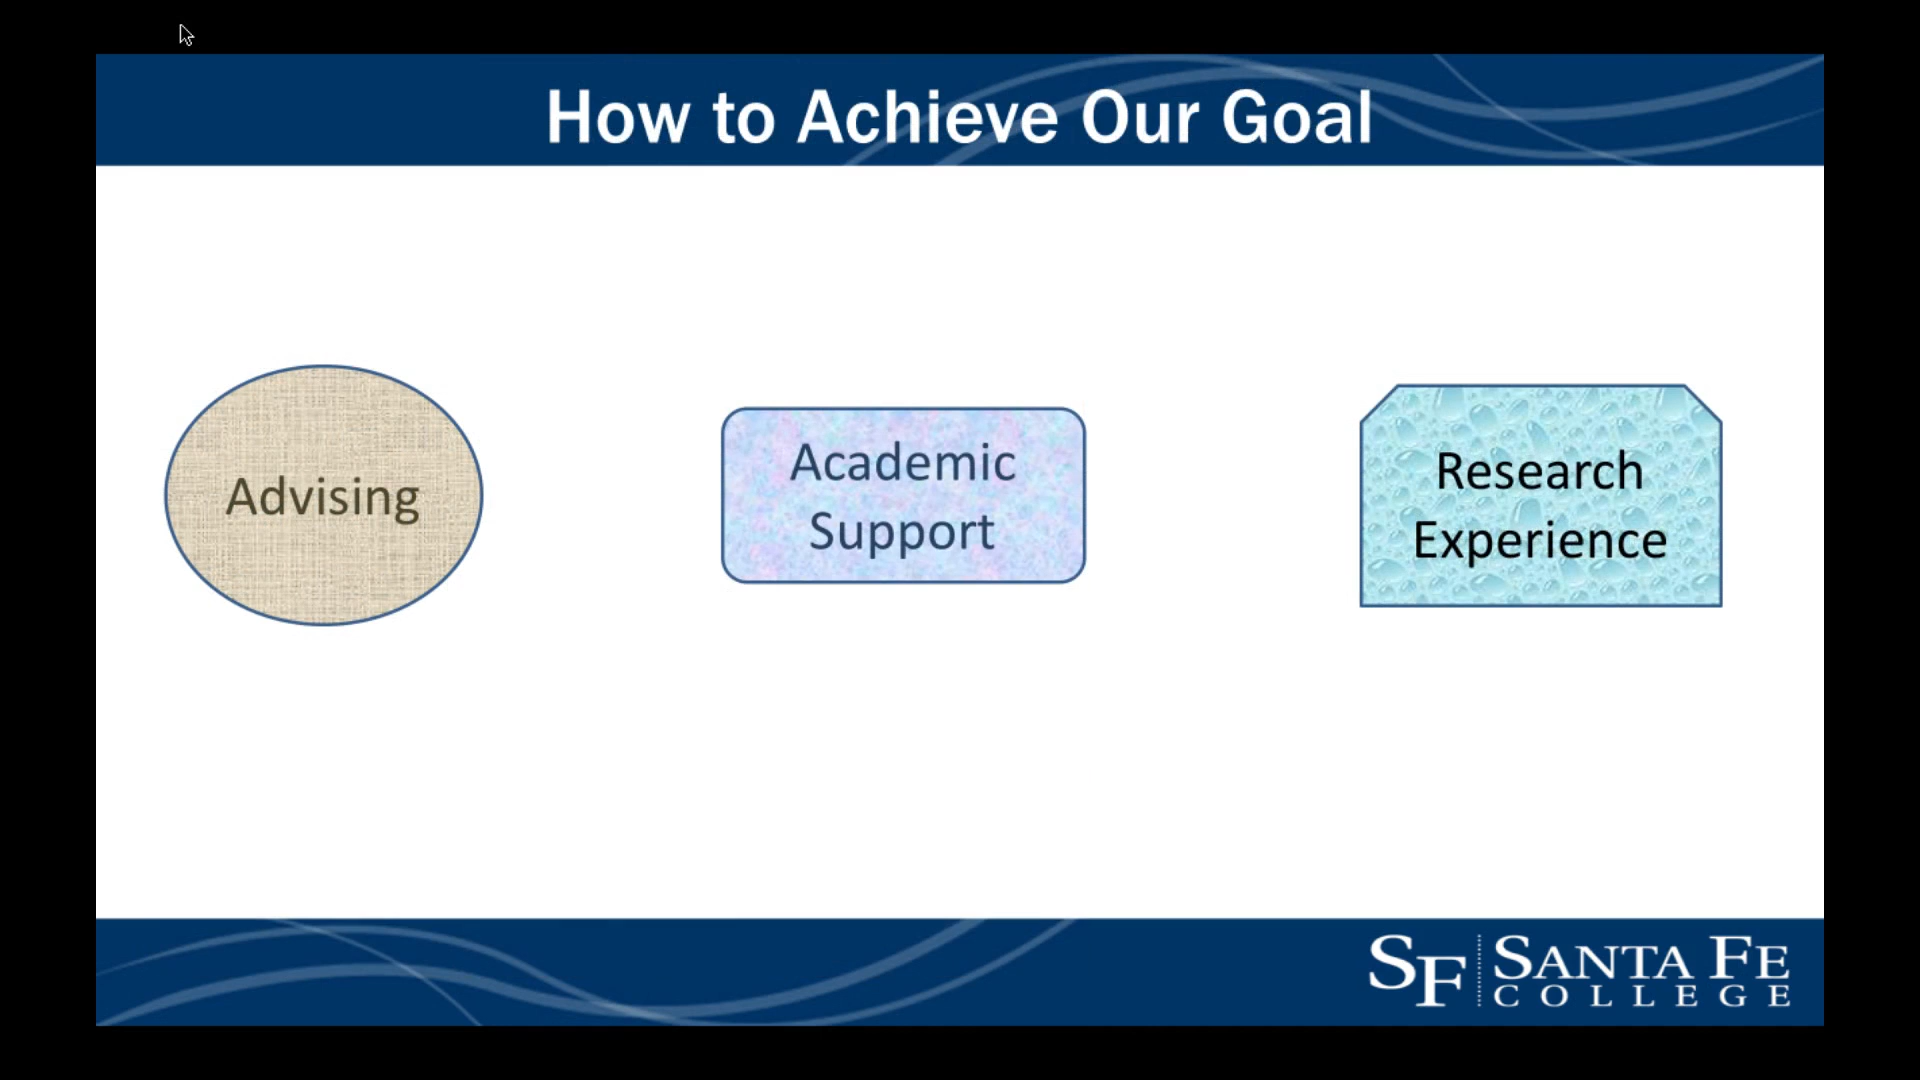 How to Achieve Our Goal
Advising
Academic
Support
Research
Experience
SF SANTA FE
COLLEGE